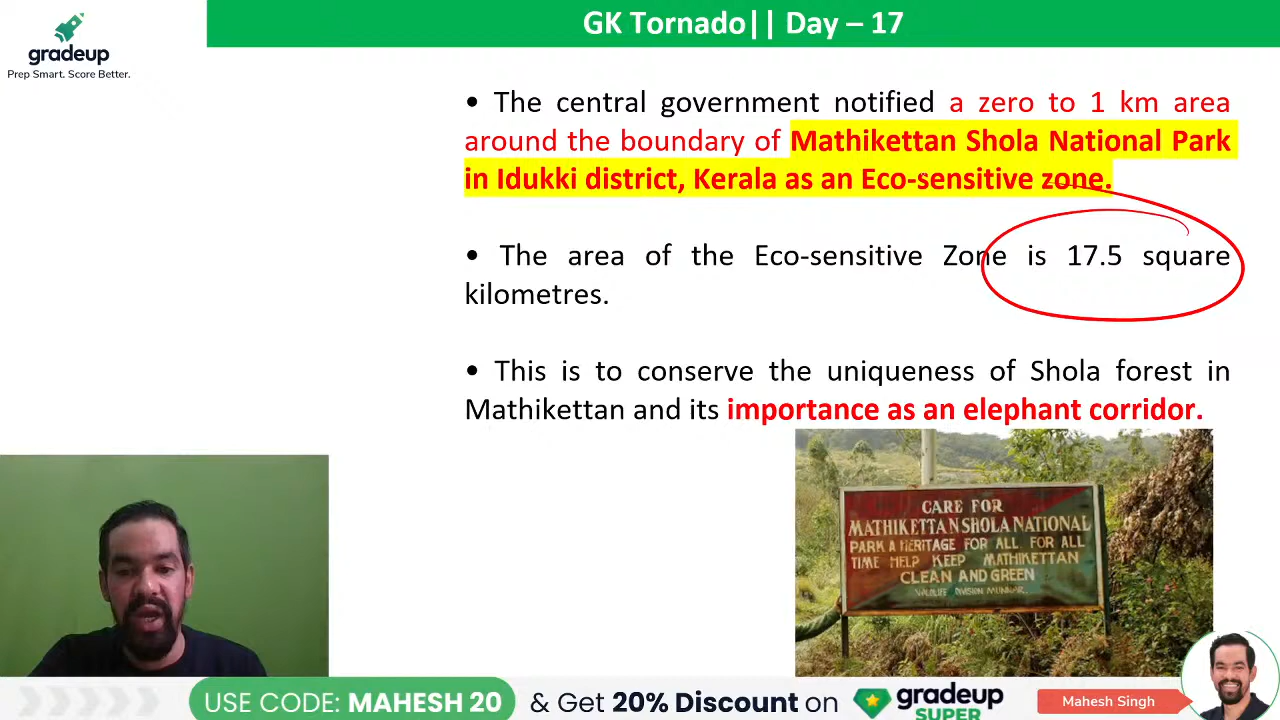 GK Tornado|| Day – 17
gradeup
Prep Smart. Score Better.
• The central government notified a zero to 1 km area
around the boundary of Mathikettan Shola National Park
in Idukki district, Kerala as an Eco-sensitive zone.
• The area of the Eco-sensitive Zone is 17.5 square
kilometres.
• This is to conserve the uniqueness of Shola forest in
Mathikettan and its importance as an elephant corridor.
CARE FOR
MATHIKETTAN SHOLA NATIONAL
PARK A HERITAGE FOR ALL FOR ALL
TIME HELP KEEP MATHIKETTAN
CLEAN AND GREEN
WILDLIFE DIVISION MUNNAR
USE CODE: MAHESH 20 & Get 20% Discount on gradeup
SUPER
Mahesh Singh